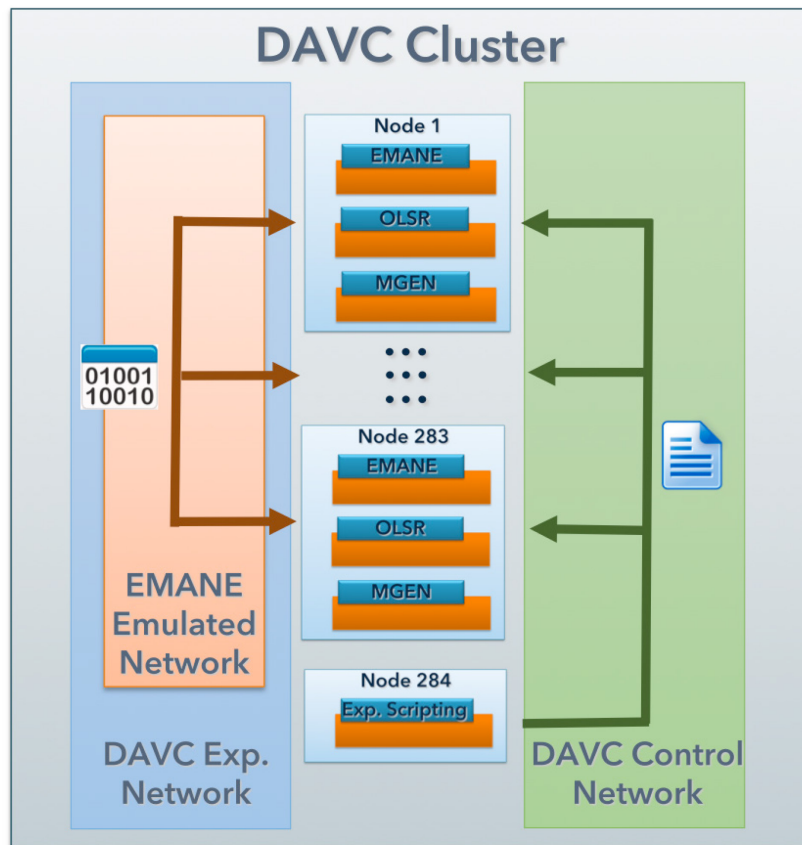 DAVC Cluster
Node 1
EMANE
OLSR
MGEN
01001
10010
Node 283
EMANE
OLSR
MGEN
EMANE
Emulated
Network
Node 284
Exp. Scripting
DAVC Exp.
Network
DAVC Control
Network